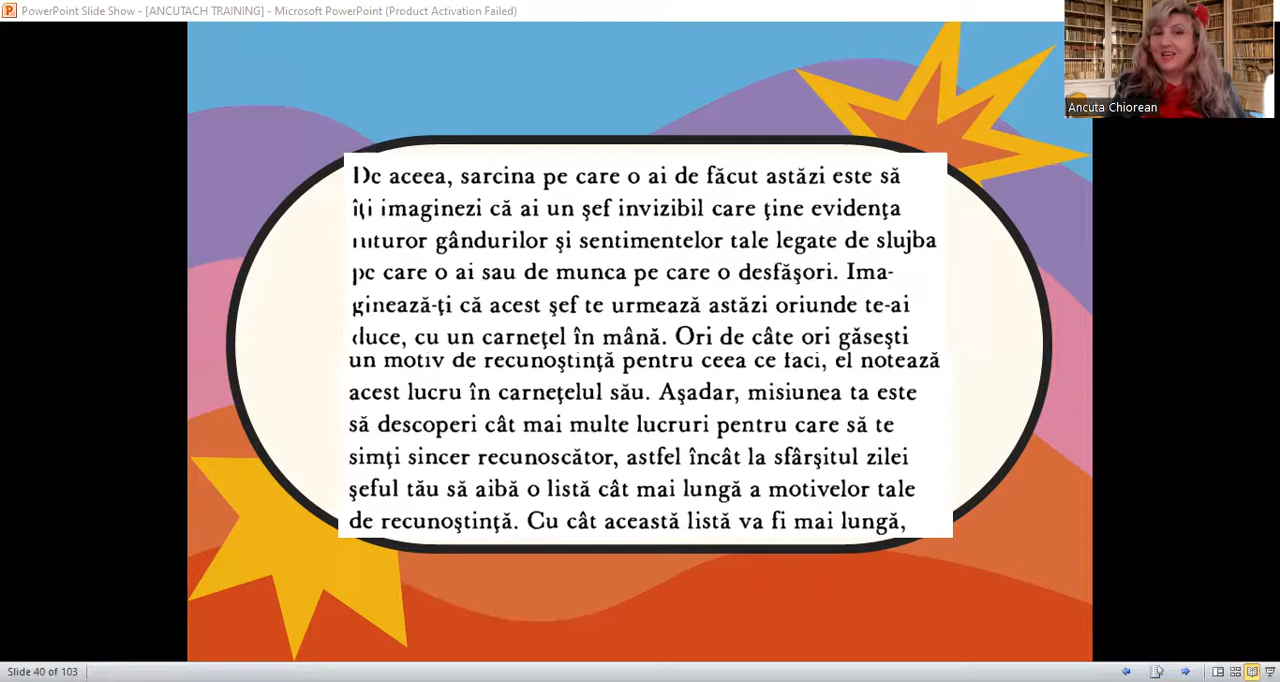 PowerPoint Slide Show - [ANCUTACH TRAINING] - Microsoft PowerPoint (Product Activation Failed)
Ancuta Chiorean
De aceea, sarcina pe care o ai de făcut astăzi este să
îți imaginezi că ai un șef invizibil care ține evidența
tuturor gândurilor și sentimentelor tale legate de slujba
pe care o ai sau de munca pe care o desfășori. Ima-
ginează-ți că acest șef te urmează astăzi oriunde te-ai
duce, cu un carnețel în mână. Ori de câte ori găsești
un motiv de recunoștință pentru ceea ce faci, el notează
acest lucru în carnețelul său. Așadar, misiunea ta este
să descoperi cât mai multe lucruri pentru care să te
simți sincer recunoscător, astfel încât la sfârșitul zilei
șeful tău să aibă o listă cât mai lungă a motivelor tale
de recunoștință. Cu cât această listă va fi mai lungă,
Slide 40 of 103